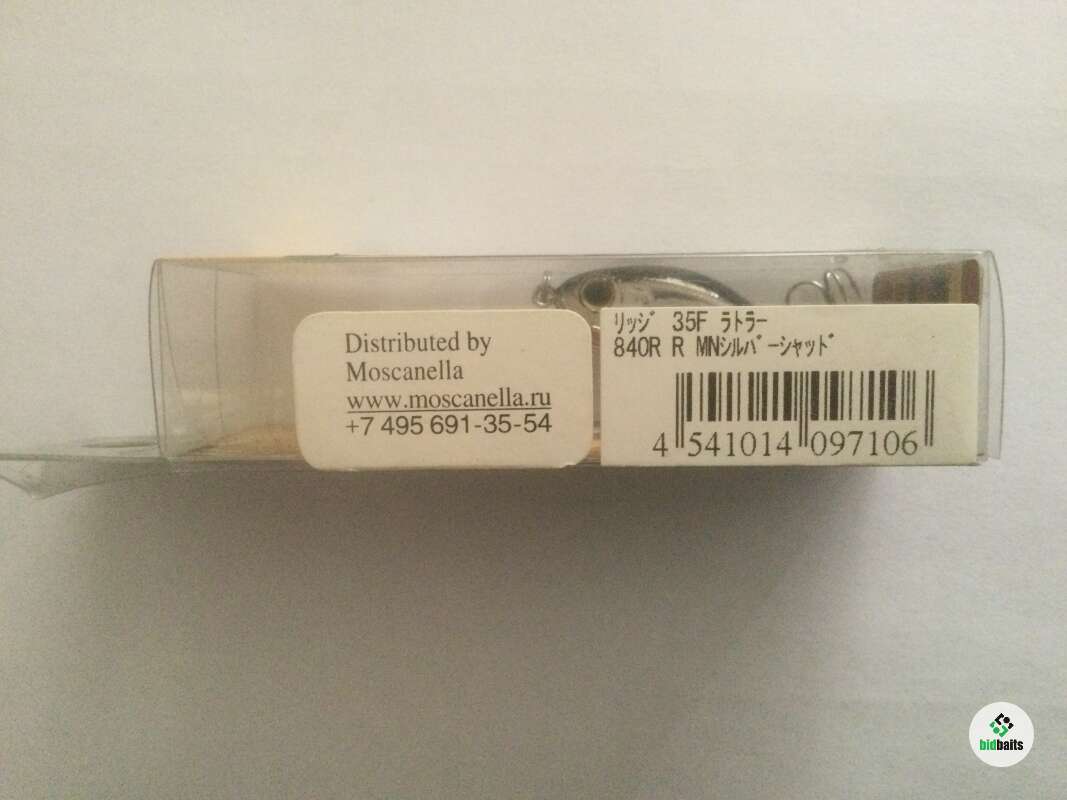 Distributed by
Moscanella
www.moscanella.ru
+7 495 691-35-54
ﾘｯｼﾞ 35F ﾗﾄﾗｰ
840R R MNｼﾙﾊﾞｰｼｬｯﾄﾞ
4 541014 097106
bidbaits